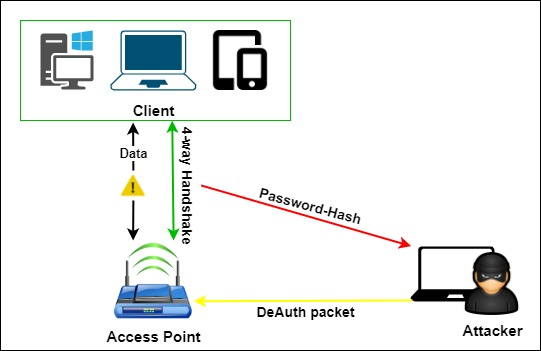 Client
Data
4-way Handshake
Password-Hash
DeAuth packet
Access Point
Attacker